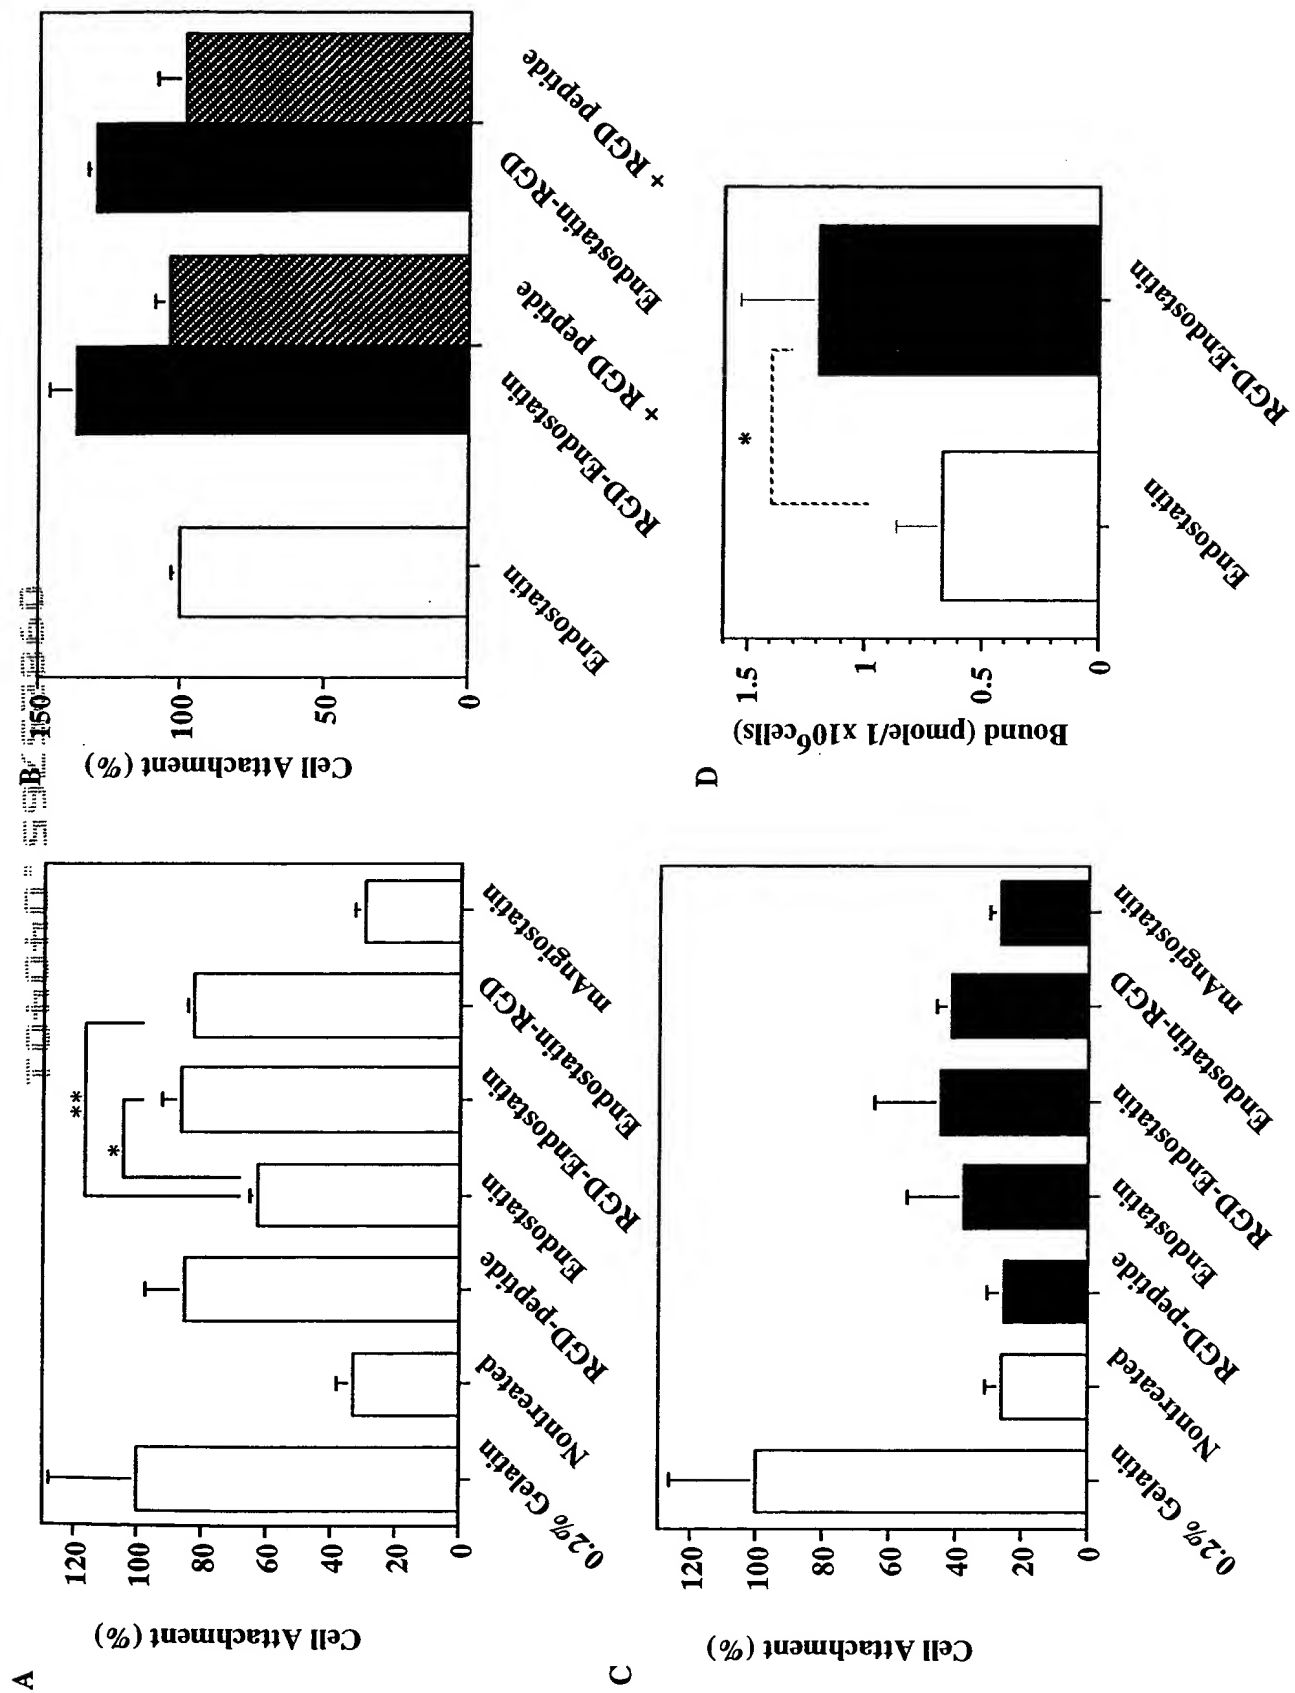 A
Cell Attachment (%)
120
100
80
60
40
20
0
**
*
0.2% Gelatin
Nontreated
RGD-peptide
Endostatin
RGD-Endostatin
Endostatin-RGD
mAngiostatin
B
Cell Attachment (%)
150
100
50
0
Endostatin
RGD-Endostatin
+ RGD peptide
Endostatin-RGD
+ RGD peptide
C
Cell Attachment (%)
120
100
80
60
40
20
0
0.2% Gelatin
Nontreated
RGD-peptide
Endostatin
RGD-Endostatin
Endostatin-RGD
mAngiostatin
D
Bound (pmole/1 x10⁶cells)
1.5
1
0.5
0
*
Endostatin
RGD-Endostatin